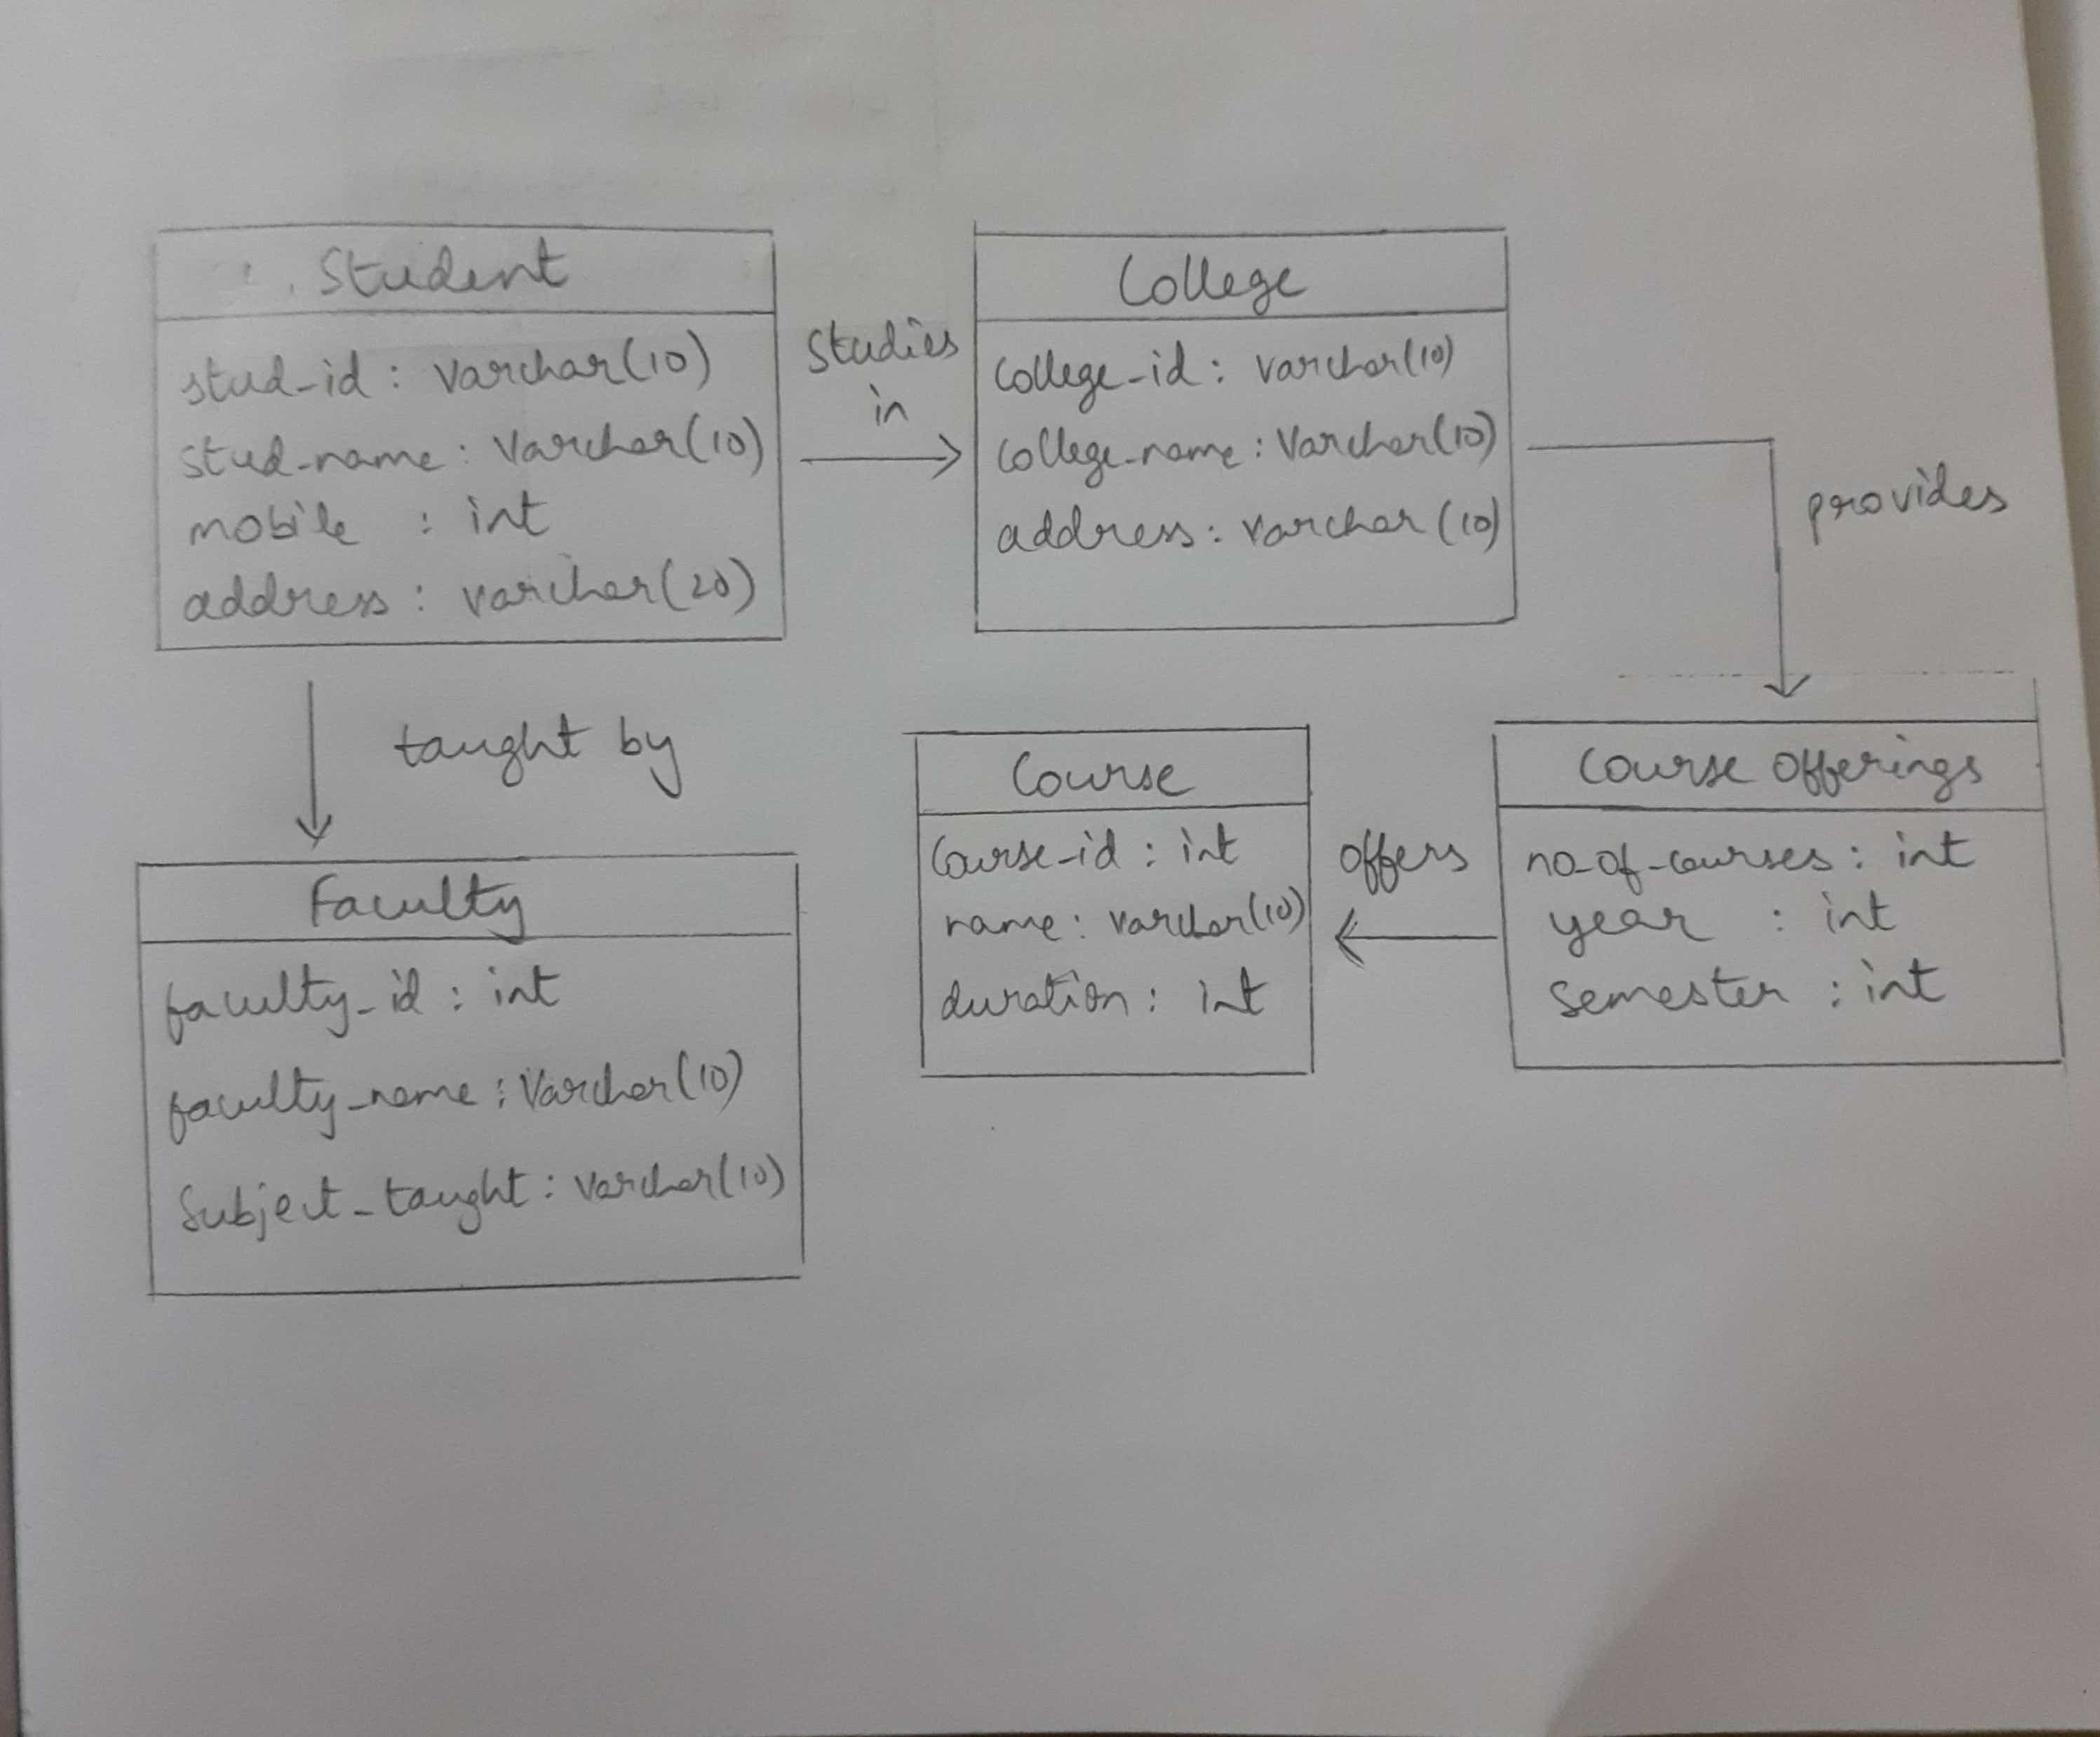 Student
stud-id : varchar(10)
stud-name : Varchar(10)
mobile : int
address : varchar(20)
studies
in
College
College-id : varchar(10)
College-name : Varchar(10)
address : varchar(10)
provides
taught by
Faculty
faculty-id : int
faculty-name : Varchar(10)
Subject-taught : varchar(10)
Course
Course-id : int
name : varchar(10)
duration : int
offers
Course Offerings
no-of-courses : int
year : int
Semester : int